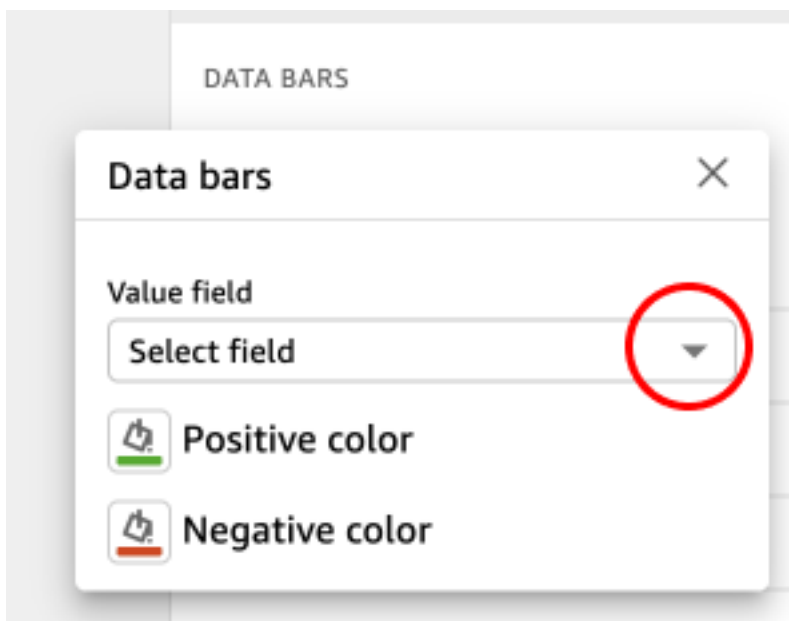 DATA BARS
Data bars
Value field
Select field
Positive color
Negative color